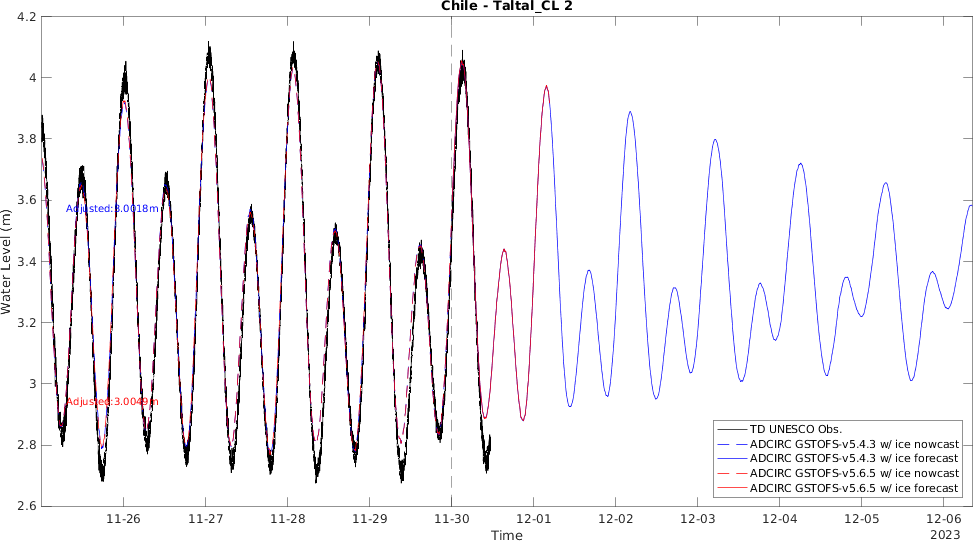 Chile - Taltal_CL 2
4.2
4
3.8
3.6
3.4
3.2
3
2.8
2.6
Water Level (m)
Adjusted:3.0018m
Adjusted:3.0049m
TD UNESCO Obs.
ADCIRC GSTOFS-v5.4.3 w/ ice nowcast
ADCIRC GSTOFS-v5.4.3 w/ ice forecast
ADCIRC GSTOFS-v5.6.5 w/ ice nowcast
ADCIRC GSTOFS-v5.6.5 w/ ice forecast
11-26 11-27 11-28 11-29 11-30 12-01 12-02 12-03 12-04 12-05 12-06
2023
Time